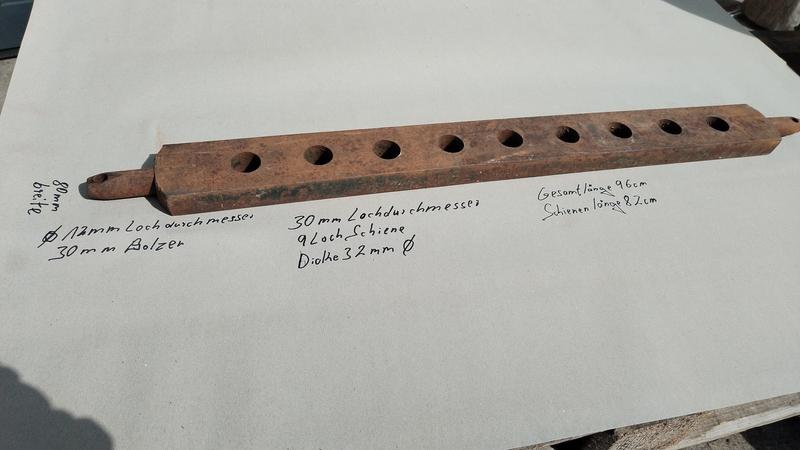 80mm
breite
Ø 12mm Lochdurchmesser
30mm Bolzen
30mm Lochdurchmesser
9 Loch Schiene
Dicke 32mm Ø
Gesamtlänge 96cm
Schienenlänge 82cm